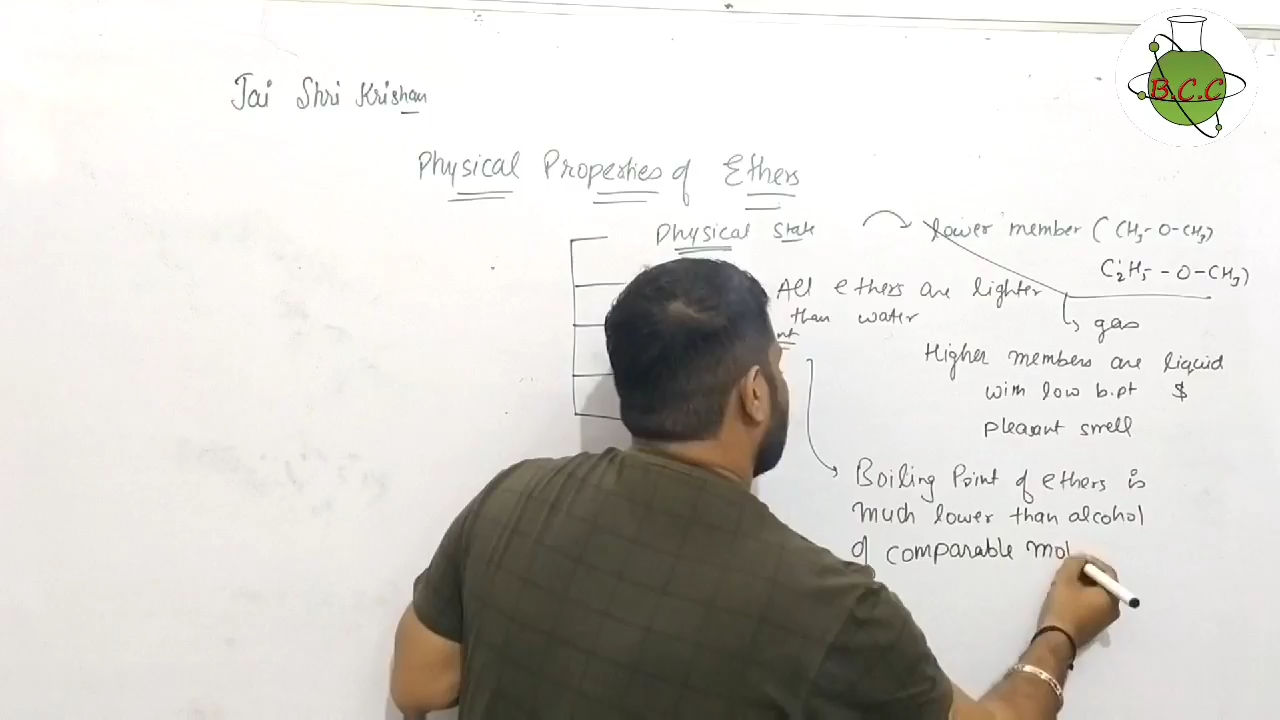 B.C.C
Jai Shri Krishan
Physical Properties of Ethers
Physical State
lower member (CH3-O-CH3)
C2H5-O-CH3)
All ethers are lighter
than water
gas
Higher members are liquid
with low b.pt $
pleasant smell
Boiling Point of ethers is
much lower than alcohol
of comparable mol